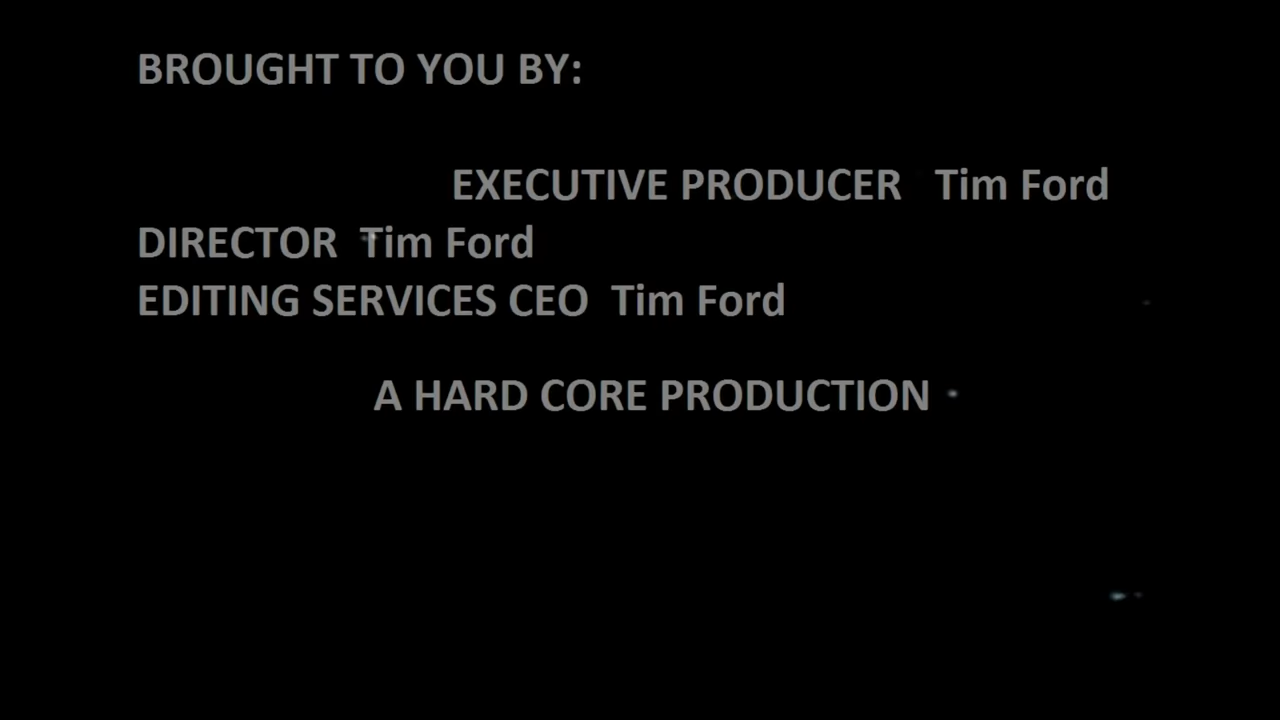 BROUGHT TO YOU BY:
EXECUTIVE PRODUCER Tim Ford
DIRECTOR Tim Ford
EDITING SERVICES CEO Tim Ford
A HARD CORE PRODUCTION